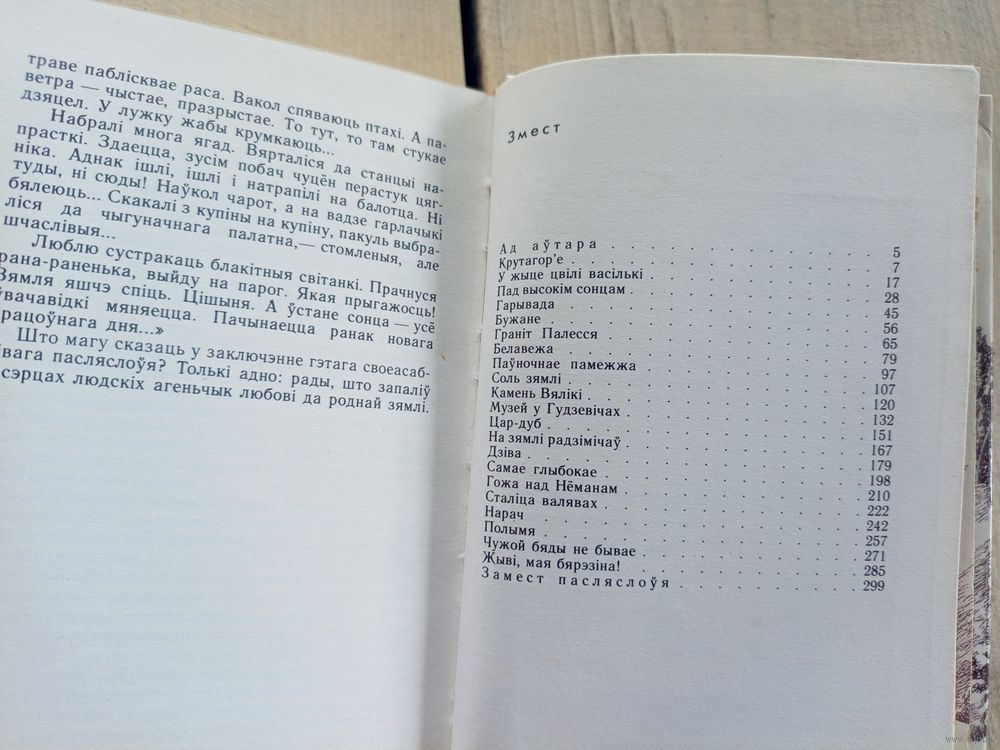 траве паблісквае раса. Вакол спяваюць птахі. А па-
ветра — чыстае, празрыстае. То тут, то там стукае
дзяцел. У лужку жабы крумкаюць...
Набралі многа ягад. Вярталіся да станцыі на-
прасткі. Здаецца, зусім побач чуцён перастук цяг-
ніка. Аднак ішлі, ішлі і натрапілі на балотца. Ні
туды, ні сюды! Наўкол чарот, а на вадзе гарлачыкі
бялеюць... Скакалі з купіны на купіну, пакуль выбра-
ліся да чыгуначнага палатна,— стомленыя, але
шчаслівыя...
Люблю сустракаць блакітныя світанкі. Прачнуся
рана-раненька, выйду на парог. Якая прыгажосць!
Зямля яшчэ спіць. Цішыня. А ўстане сонца — усё
ўвачавідкі мяняецца. Пачынаецца ранак новага
працоўнага дня...»
Што магу сказаць у заключэнне гэтага своеасаб-
лівага пасляслоўя? Толькі адно: рады, што запаліў
сэрцах людскіх агеньчык любові да роднай зямлі.
Змест
Ад аўтара . . . . . . . . . . 5
Крутагор'е . . . . . . . . . . 7
У жыце цвілі васількі . . . . . . . . . . 17
Пад высокім сонцам . . . . . . . . . . 28
Гарывада . . . . . . . . . . 45
Бужане . . . . . . . . . . 56
Граніт Палесся . . . . . . . . . . 65
Белавежа . . . . . . . . . . 79
Паўночнае памежжа . . . . . . . . . . 97
Соль зямлі . . . . . . . . . . 107
Камень Вялікі . . . . . . . . . . 120
Музей у Гудзевічах . . . . . . . . . . 132
Цар-дуб . . . . . . . . . . 151
На зямлі радзімічаў . . . . . . . . . . 167
Дзіва . . . . . . . . . . 179
Самае глыбокае . . . . . . . . . . 198
Гожа над Нёманам . . . . . . . . . . 210
Сталіца валявах . . . . . . . . . . 222
Нарач . . . . . . . . . . 242
Полымя . . . . . . . . . . 257
Чужой бяды не бывае . . . . . . . . . . 271
Жыві, мая бярэзіна! . . . . . . . . . . 285
Замест пасляслоўя . . . . . . . . . . 299